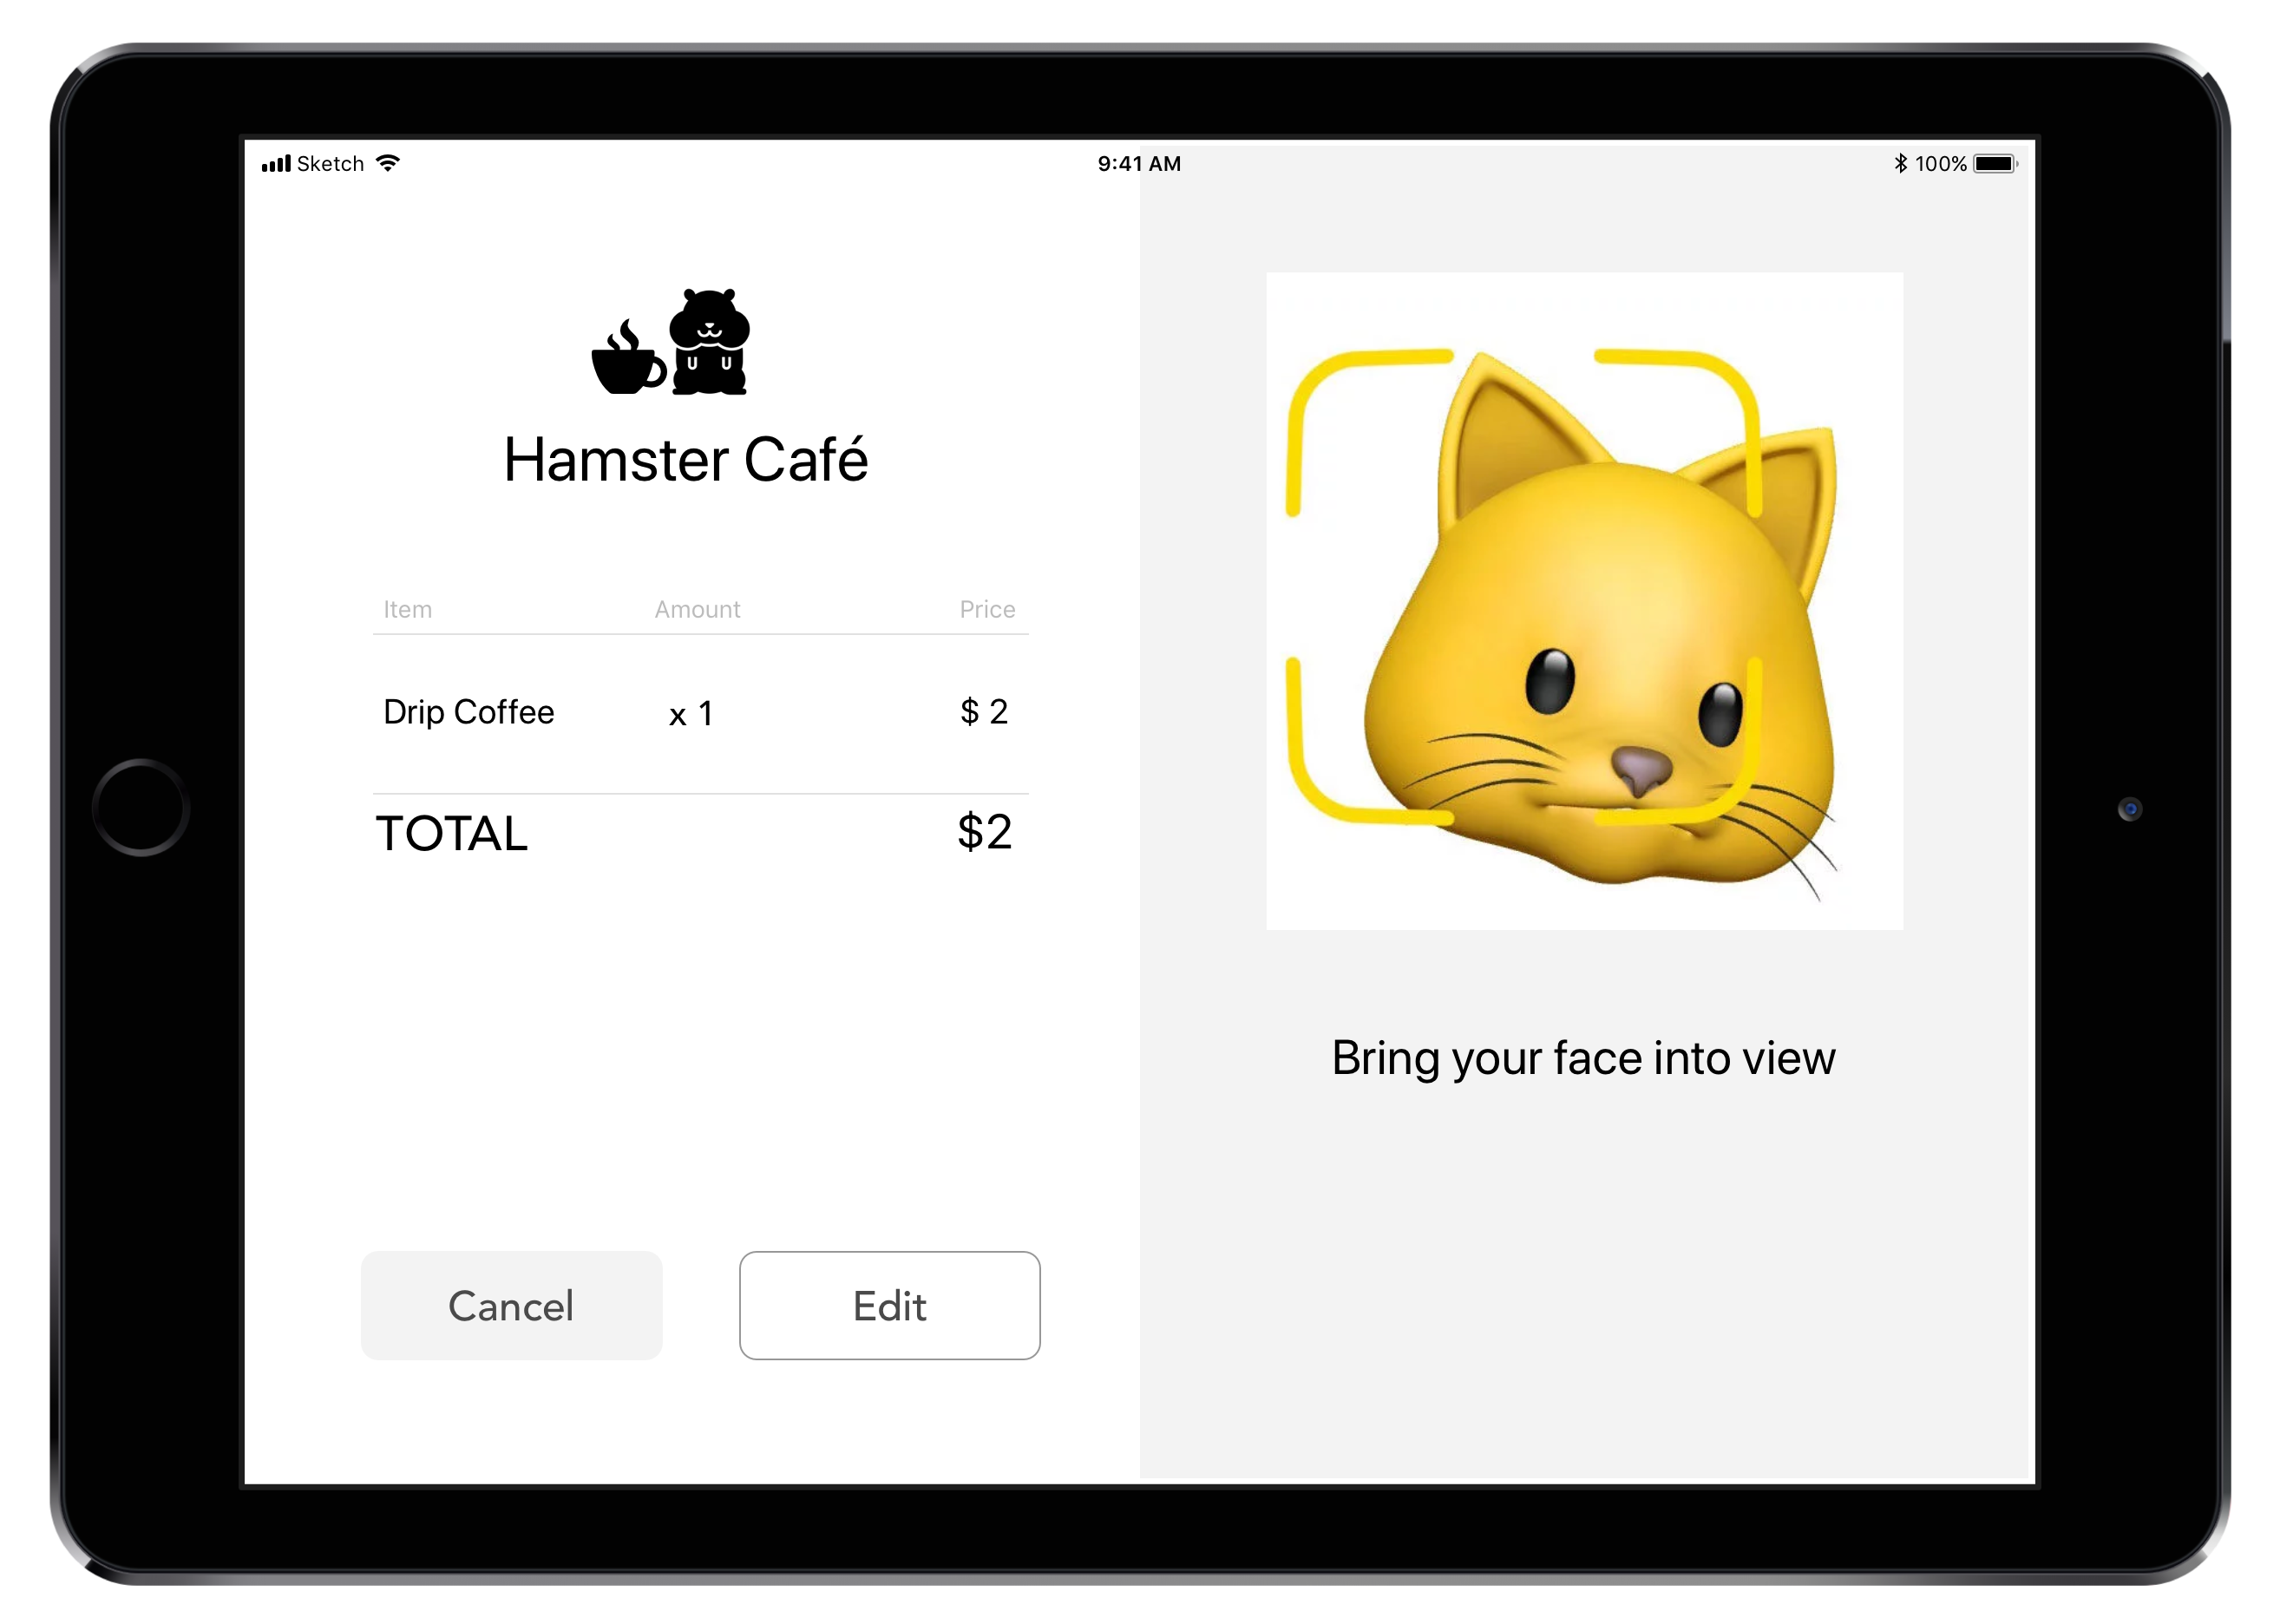 Sketch 9:41 AM 100%
Hamster Café
Item Amount Price
Drip Coffee x 1 $ 2
TOTAL $2
Cancel Edit
Bring your face into view